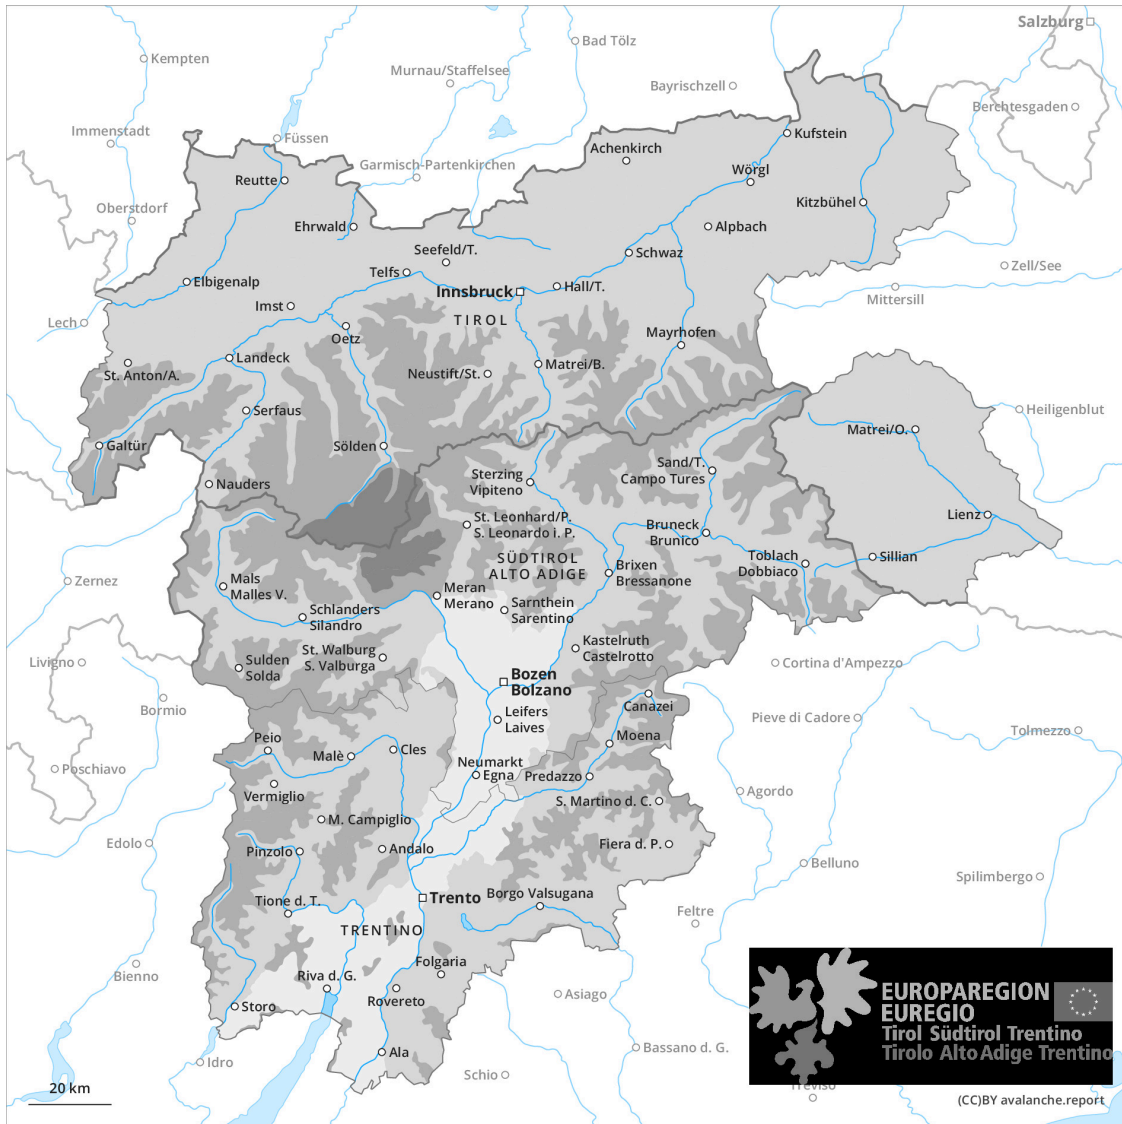 Salzburg
Bad Tölz
Kempten
Murnau/Staffelsee
Bayrischzell
Berchtesgaden
Immenstadt
Füssen
Kufstein
Achenkirch
Garmisch-Partenkirchen
Wörgl
Reutte
Kitzbühel
Oberstdorf
Ehrwald
Alpbach
Seefeld/T.
Schwaz
Zell/See
Telfs
Elbigenalp
Hall/T.
Innsbruck
Mittersill
Imst
TIROL
Lech
Mayrhofen
Oetz
Landeck
Matrei/B.
St. Anton/A.
Neustift/St.
Serfaus
Heiligenblut
Matrei/O.
Galtür
Sölden
Sand/T.
Campo Tures
Sterzing
Vipiteno
Nauders
St. Leonhard/P.
S. Leonardo i. P.
Lienz
Bruneck
Brunico
SÜDTIROL
ALTO ADIGE
Toblach
Dobbiaco
Sillian
Brixen
Bressanone
Zernez
Mals
Malles V.
Meran
Merano
Sarnthein
Sarentino
Schlanders
Silandro
Kastelruth
Castelrotto
St. Walburg
S. Valburga
Livigno
Sulden
Solda
Cortina d'Ampezzo
Bozen
Bolzano
Bormio
Canazei
Leifers
Laives
Pieve di Cadore
Tolmezzo
Peio
Moena
Malè
Cles
Neumarkt
Egna
Poschiavo
Predazzo
Vermiglio
Agordo
S. Martino d. C.
M. Campiglio
Edolo
Pinzolo
Andalo
Fiera d. P.
Belluno
Spilimbergo
Trento
Borgo Valsugana
Tione d. T.
Feltre
TRENTINO
Folgaria
Bienno
Riva d. G.
Rovereto
Asiago
Storo
EUROPAREGION
EUREGIO
Tirol Südtirol Trentino
Tirolo Alto Adige Trentino
Ala
Idro
Bassano d. G.
Schio
Treviso
20 km
(CC)BY avalanche.report